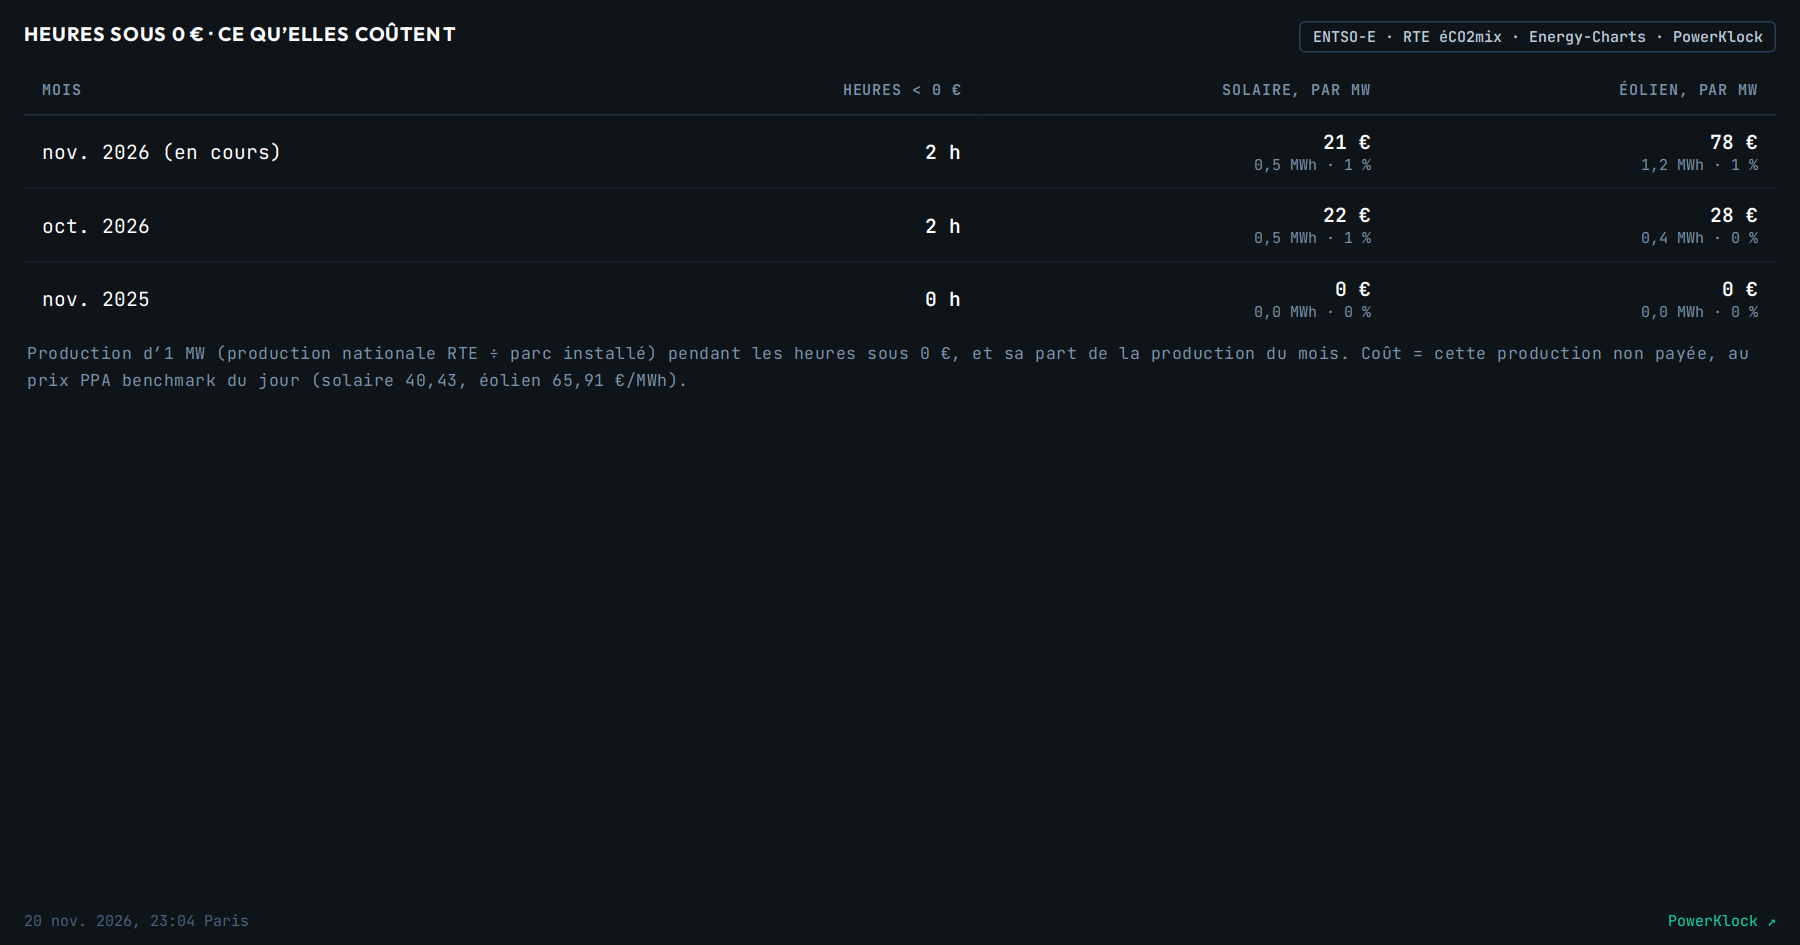 HEURES SOUS 0 € · CE QU’ELLES COÛTENT
ENTSO-E · RTE éCO2mix · Energy-Charts · PowerKlock
MOIS HEURES < 0 € SOLAIRE, PAR MW ÉOLIEN, PAR MW
nov. 2026 (en cours) 2 h 21 € 78 €
0,5 MWh · 1 % 1,2 MWh · 1 %
oct. 2026 2 h 22 € 28 €
0,5 MWh · 1 % 0,4 MWh · 0 %
nov. 2025 0 h 0 € 0 €
0,0 MWh · 0 % 0,0 MWh · 0 %
Production d’1 MW (production nationale RTE ÷ parc installé) pendant les heures sous 0 €, et sa part de la production du mois. Coût = cette production non payée, au
prix PPA benchmark du jour (solaire 40,43, éolien 65,91 €/MWh).
20 nov. 2026, 23:04 Paris
PowerKlock ↗